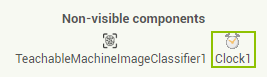 Non-visible components
TeachableMachineImageClassifier1 Clock1